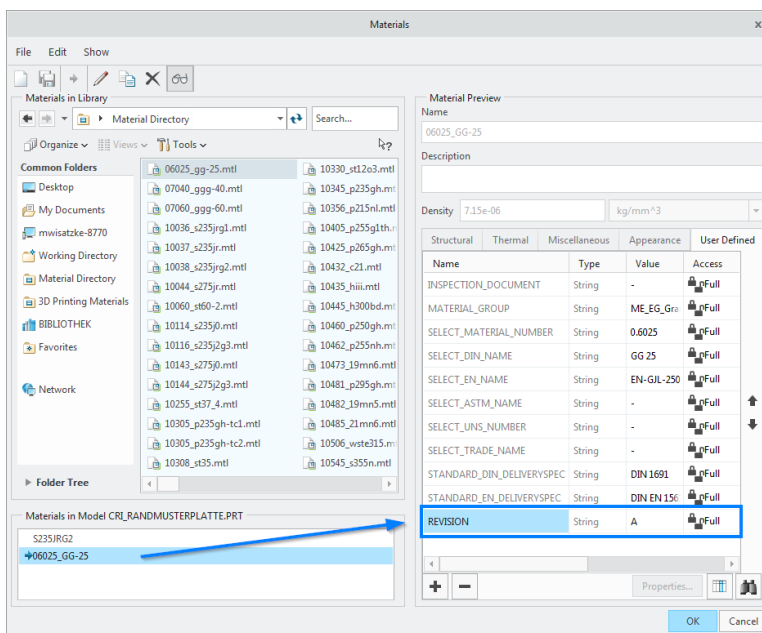 Materials
File Edit Show
Materials in Library
Material Directory
Search...
Organize Views Tools
Common Folders
Desktop
My Documents
mwisatzke-8770
Working Directory
Material Directory
3D Printing Materials
BIBLIOTHEK
Favorites
Network
Folder Tree
06025_gg-25.mtl
07040_ggg-40.mtl
07060_ggg-60.mtl
10036_s235jrg1.mtl
10037_s235jr.mtl
10038_s235jrg2.mtl
10044_s275jr.mtl
10060_st60-2.mtl
10114_s235j0.mtl
10116_s235j2g3.mtl
10143_s275j0.mtl
10144_s275j2g3.mtl
10255_st37_4.mtl
10305_p235gh-tc1.mtl
10305_p235gh-tc2.mtl
10308_st35.mtl
10330_st12o3.mtl
10345_p235gh.mt
10356_p215nl.mtl
10405_p255g1th.
10425_p265gh.mt
10432_c21.mtl
10435_hiii.mtl
10445_h300bd.mt
10460_p250gh.mt
10462_p255nh.mt
10473_19mn6.mtl
10481_p295gh.mt
10482_19mn5.mtl
10485_21mn6.mtl
10506_wste315.m
10545_s355n.mtl
Materials in Model CRI_RANDMUSTERPLATTE.PRT
S235JRG2
06025_GG-25
Material Preview
Name
06025_GG-25
Description
Density 7.15e-06 kg/mm^3
Structural Thermal Miscellaneous Appearance User Defined
Name Type Value Access
INSPECTION_DOCUMENT String - Full
MATERIAL_GROUP String ME_EG_Gra Full
SELECT_MATERIAL_NUMBER String 0.6025 Full
SELECT_DIN_NAME String GG 25 Full
SELECT_EN_NAME String EN-GJL-250 Full
SELECT_ASTM_NAME String - Full
SELECT_UNS_NUMBER String - Full
SELECT_TRADE_NAME String - Full
STANDARD_DIN_DELIVERYSPEC String DIN 1691 Full
STANDARD_EN_DELIVERYSPEC String DIN EN 156 Full
REVISION String A Full
Properties...
OK Cancel